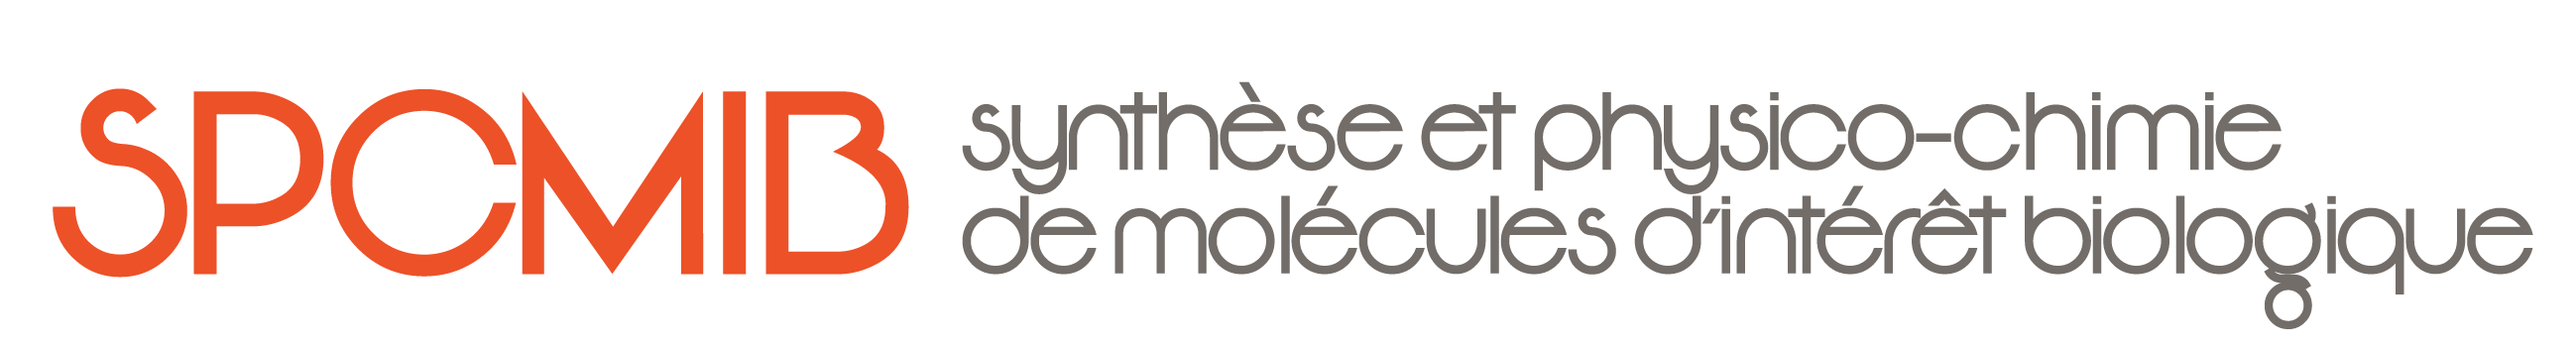 SPCMIB
synthèse et physico-chimie
de molécules d'intérêt biologique